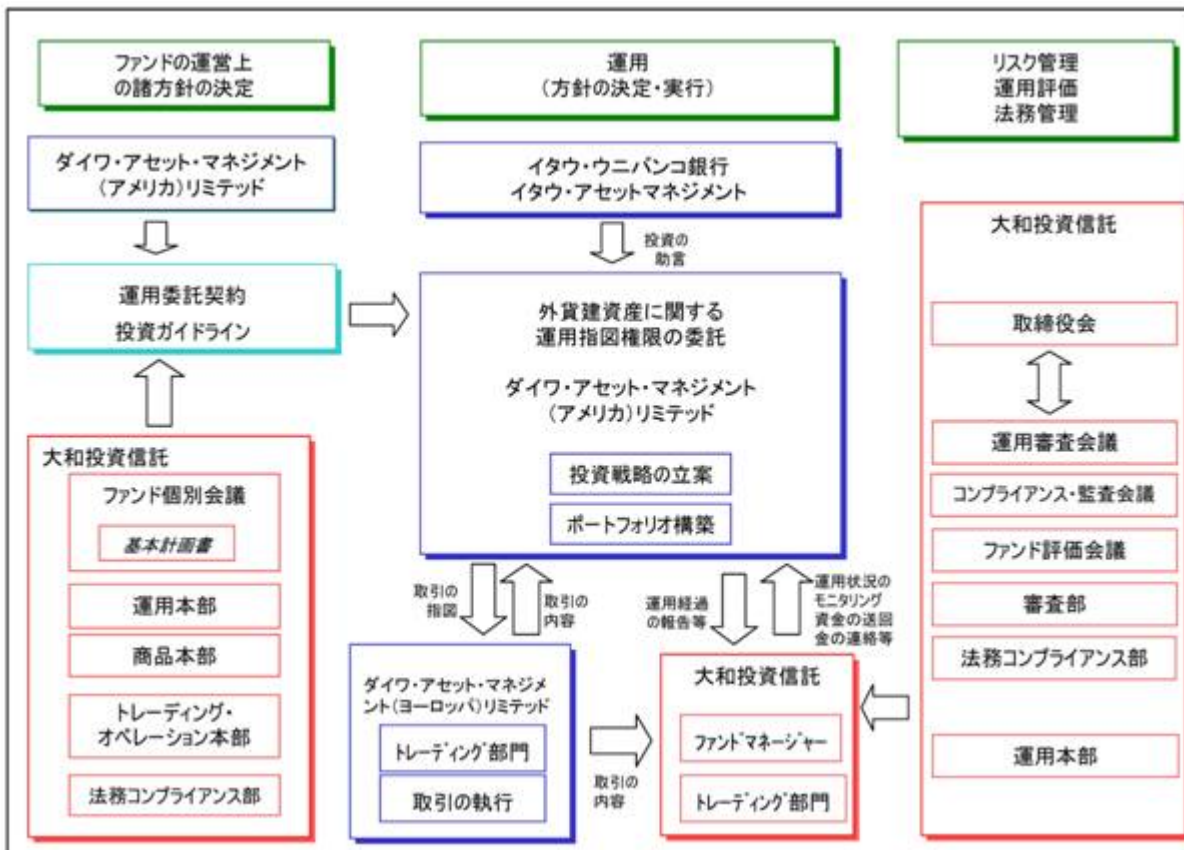 ファンドの運営上
の諸方針の決定
運用
(方針の決定・実行)
リスク管理
運用評価
法務管理
ダイワ・アセット・マネジメント
(アメリカ)リミテッド
イタウ・ウニバンコ銀行
イタウ・アセットマネジメント
投資の
助言
運用委託契約
投資ガイドライン
外貨建資産に関する
運用指図権限の委託
ダイワ・アセット・マネジメント
(アメリカ)リミテッド
投資戦略の立案
ポートフォリオ構築
大和投資信託
ファンド個別会議
基本計画書
運用本部
商品本部
トレーディング・
オペレーション本部
法務コンプライアンス部
取引の
指図
取引の
内容
運用経過
の報告等
運用状況の
モニタリング
資金の送回
金の連絡等
ダイワ・アセット・マネジメ
ント(ヨーロッパ)リミテッド
トレーディング部門
取引の執行
取引の
内容
大和投資信託
ファンドマネージャー
トレーディング部門
大和投資信託
取締役会
運用審査会議
コンプライアンス・監査会議
ファンド評価会議
審査部
法務コンプライアンス部
運用本部